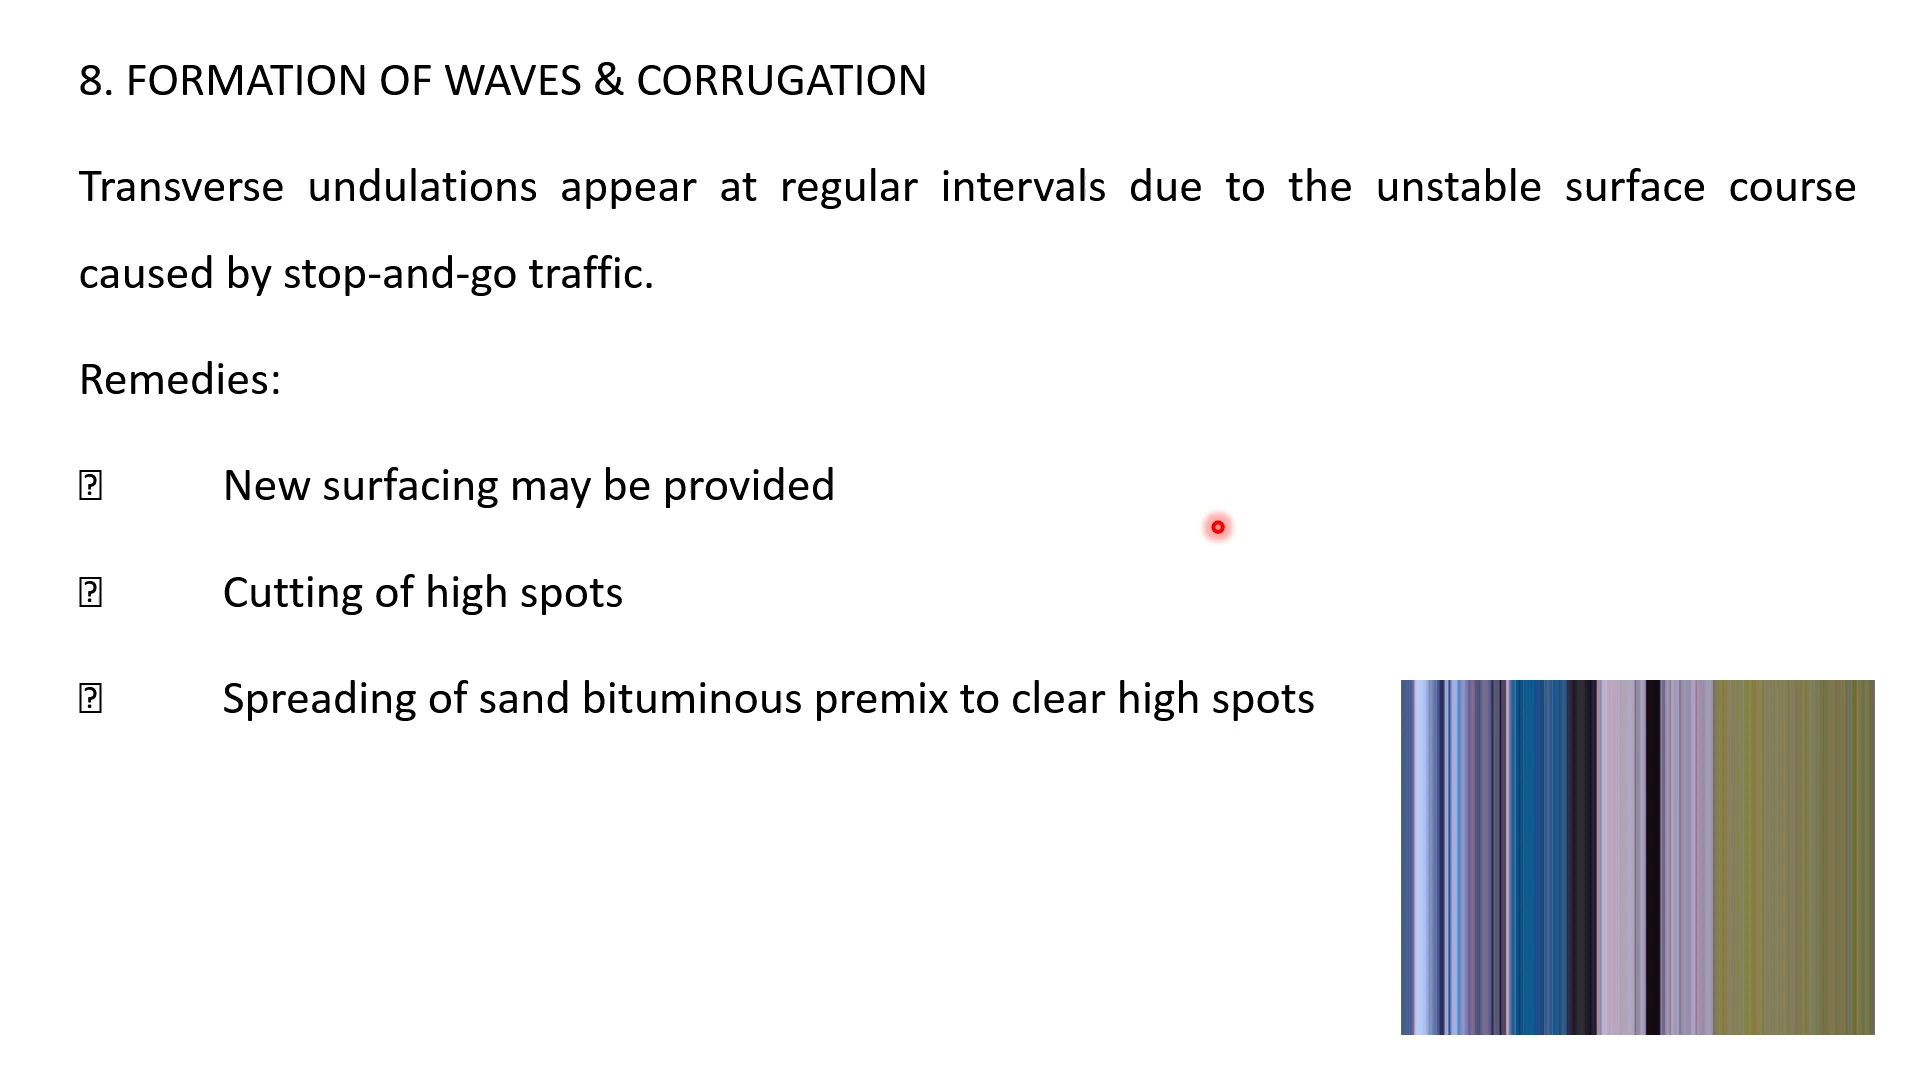 8. FORMATION OF WAVES & CORRUGATION
Transverse undulations appear at regular intervals due to the unstable surface course
caused by stop-and-go traffic.
Remedies:
New surfacing may be provided
Cutting of high spots
Spreading of sand bituminous premix to clear high spots